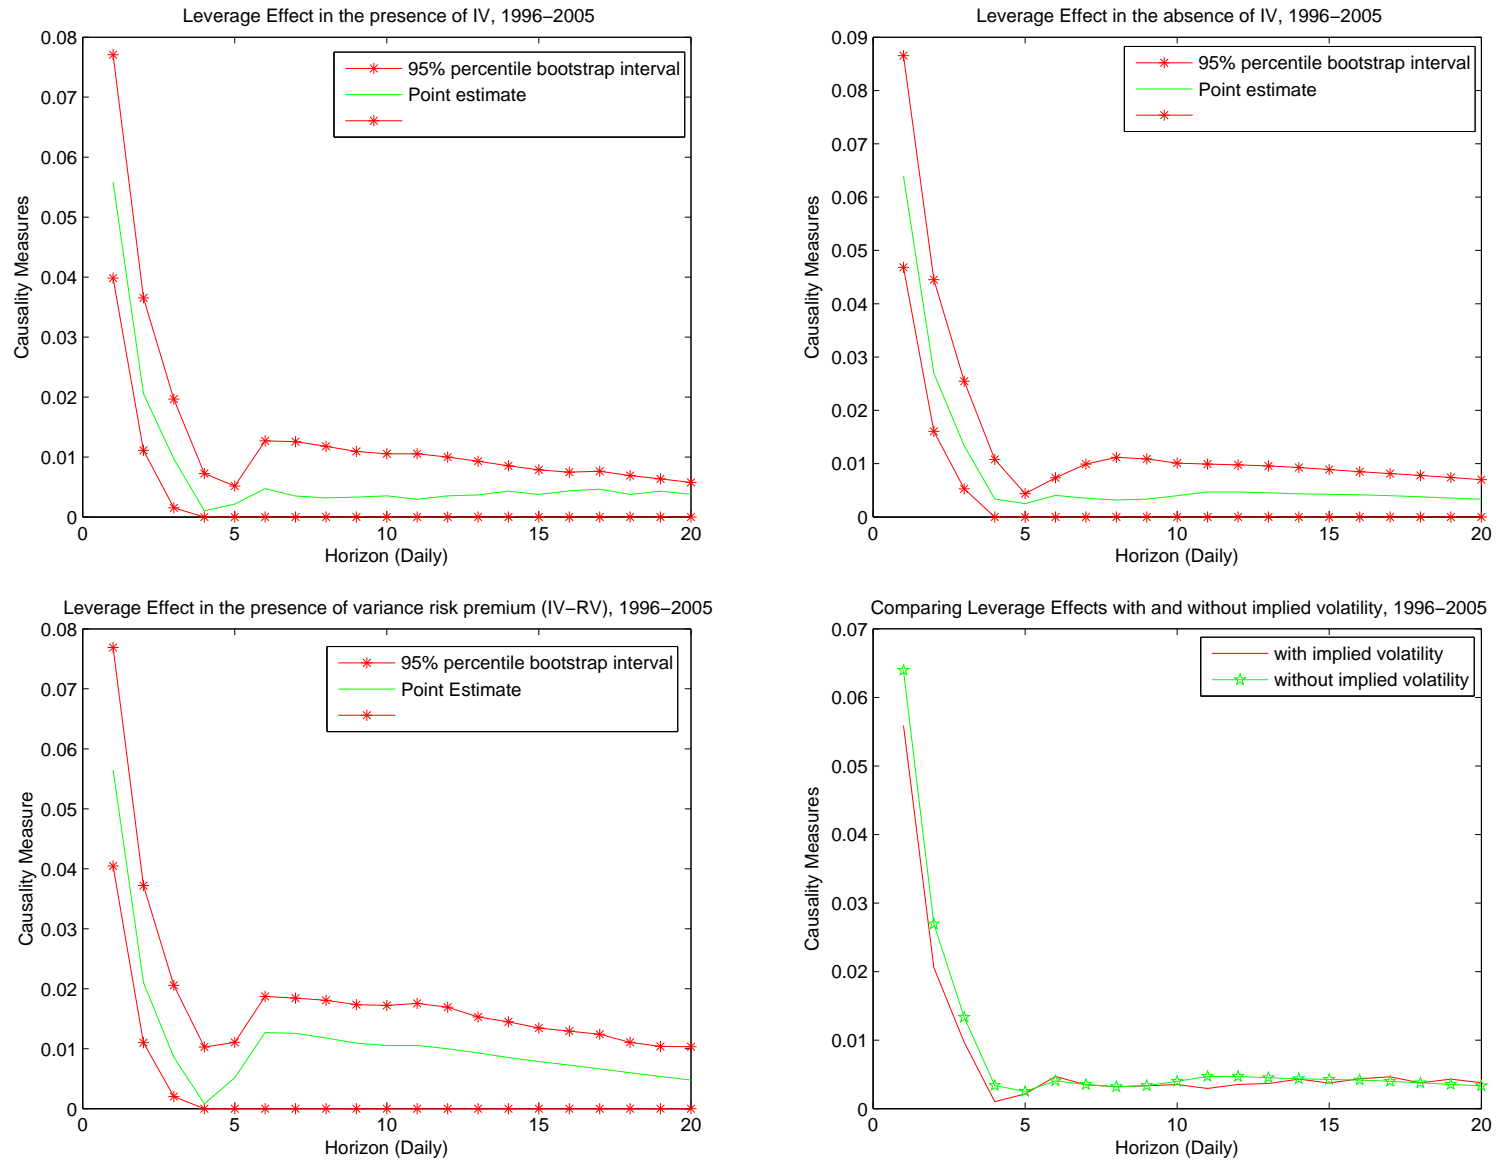 Leverage Effect in the presence of IV, 1996−2005
0.08
0.07
0.06
0.05
0.04
0.03
0.02
0.01
0
0 5 10 15 20
Causality Measures
Horizon (Daily)
95% percentile bootstrap interval
Point estimate
Leverage Effect in the absence of IV, 1996−2005
0.09
0.08
0.07
0.06
0.05
0.04
0.03
0.02
0.01
0
0 5 10 15 20
Causality Measures
Horizon (Daily)
95% percentile bootstrap interval
Point estimate
Leverage Effect in the presence of variance risk premium (IV−RV), 1996−2005
0.08
0.07
0.06
0.05
0.04
0.03
0.02
0.01
0
0 5 10 15 20
Causality Measure
Horizon (Daily)
95% percentile bootstrap interval
Point Estimate
Comparing Leverage Effects with and without implied volatility, 1996−2005
0.07
0.06
0.05
0.04
0.03
0.02
0.01
0
0 5 10 15 20
Causality Measures
Horizon (Daily)
with implied volatility
without implied volatility